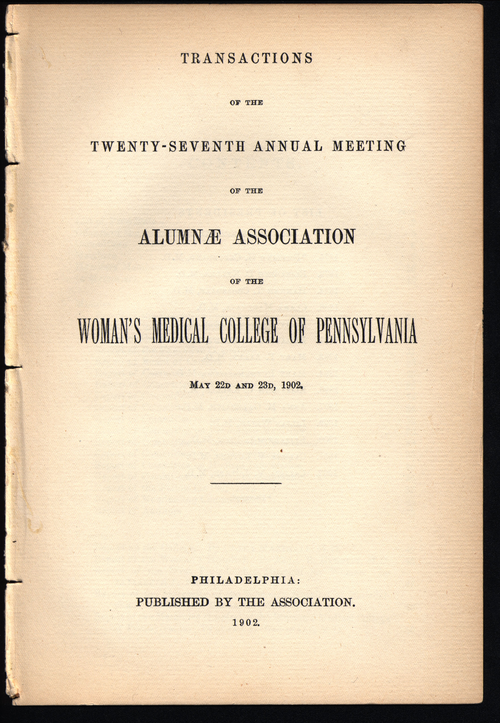 TRANSACTIONS
OF THE
TWENTY-SEVENTH ANNUAL MEETING
OF THE
ALUMNÆ ASSOCIATION
OF THE
WOMAN'S MEDICAL COLLEGE OF PENNSYLVANIA
MAY 22D AND 23D, 1902.
PHILADELPHIA:
PUBLISHED BY THE ASSOCIATION.
1902.